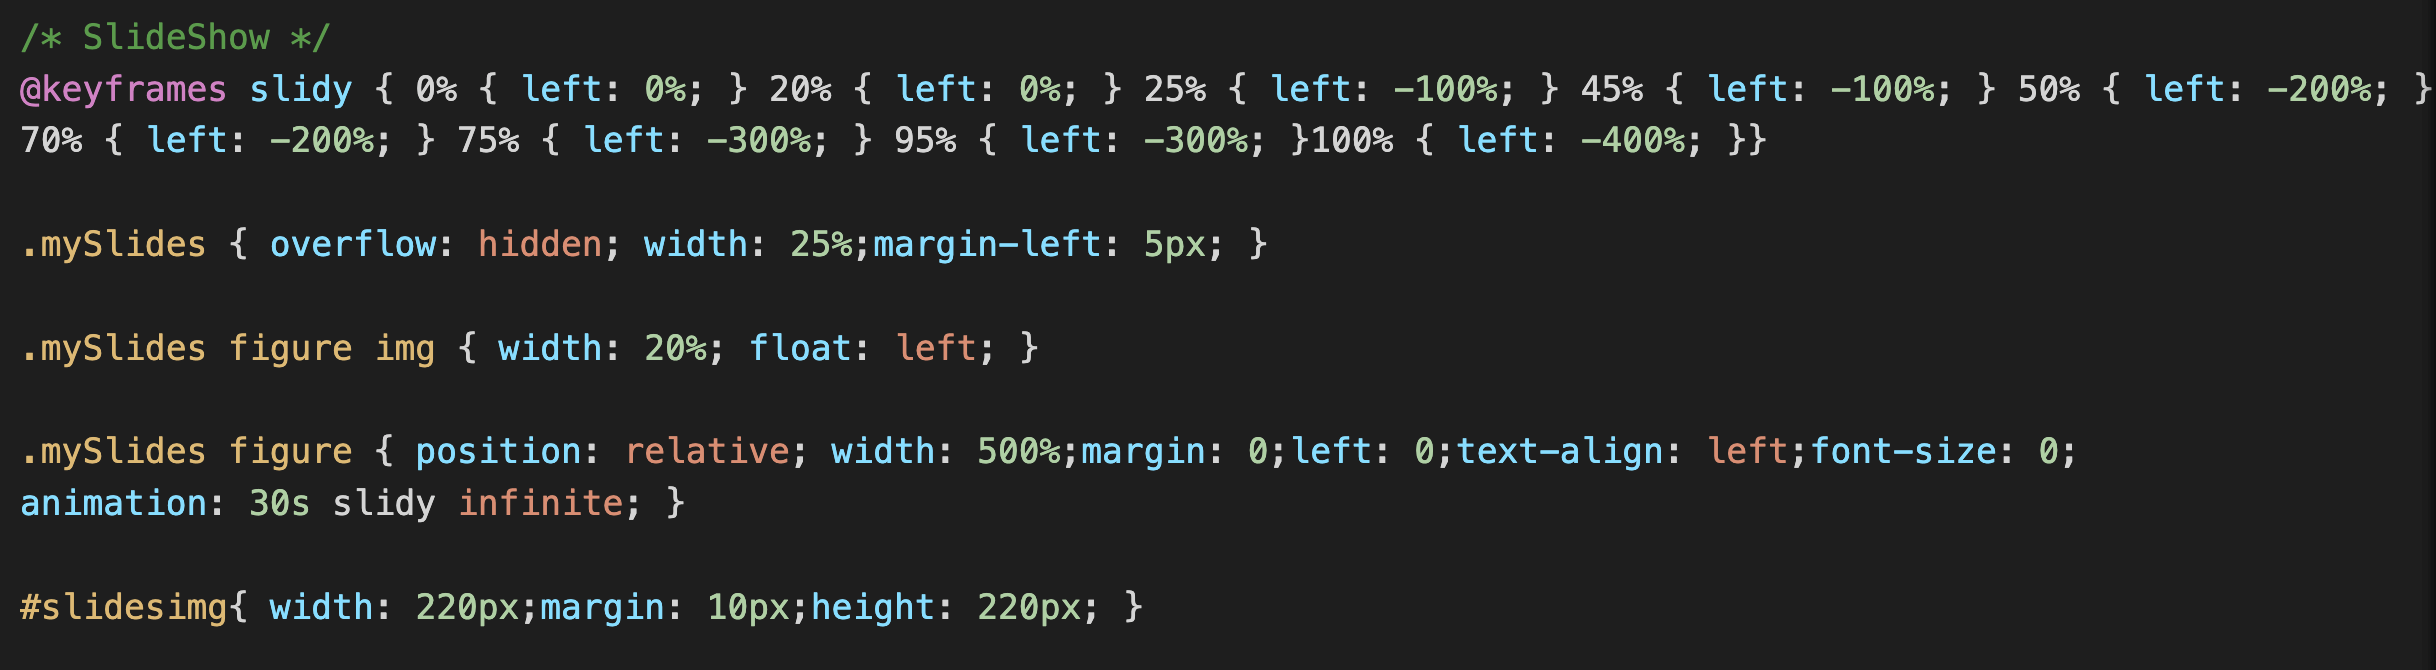 /* SlideShow */
@keyframes slidy { 0% { left: 0%; } 20% { left: 0%; } 25% { left: -100%; } 45% { left: -100%; } 50% { left: -200%; }
70% { left: -200%; } 75% { left: -300%; } 95% { left: -300%; }100% { left: -400%; }}
.mySlides { overflow: hidden; width: 25%;margin-left: 5px; }
.mySlides figure img { width: 20%; float: left; }
.mySlides figure { position: relative; width: 500%;margin: 0;left: 0;text-align: left;font-size: 0;
animation: 30s slidy infinite; }
#slidesimg{ width: 220px;margin: 10px;height: 220px; }